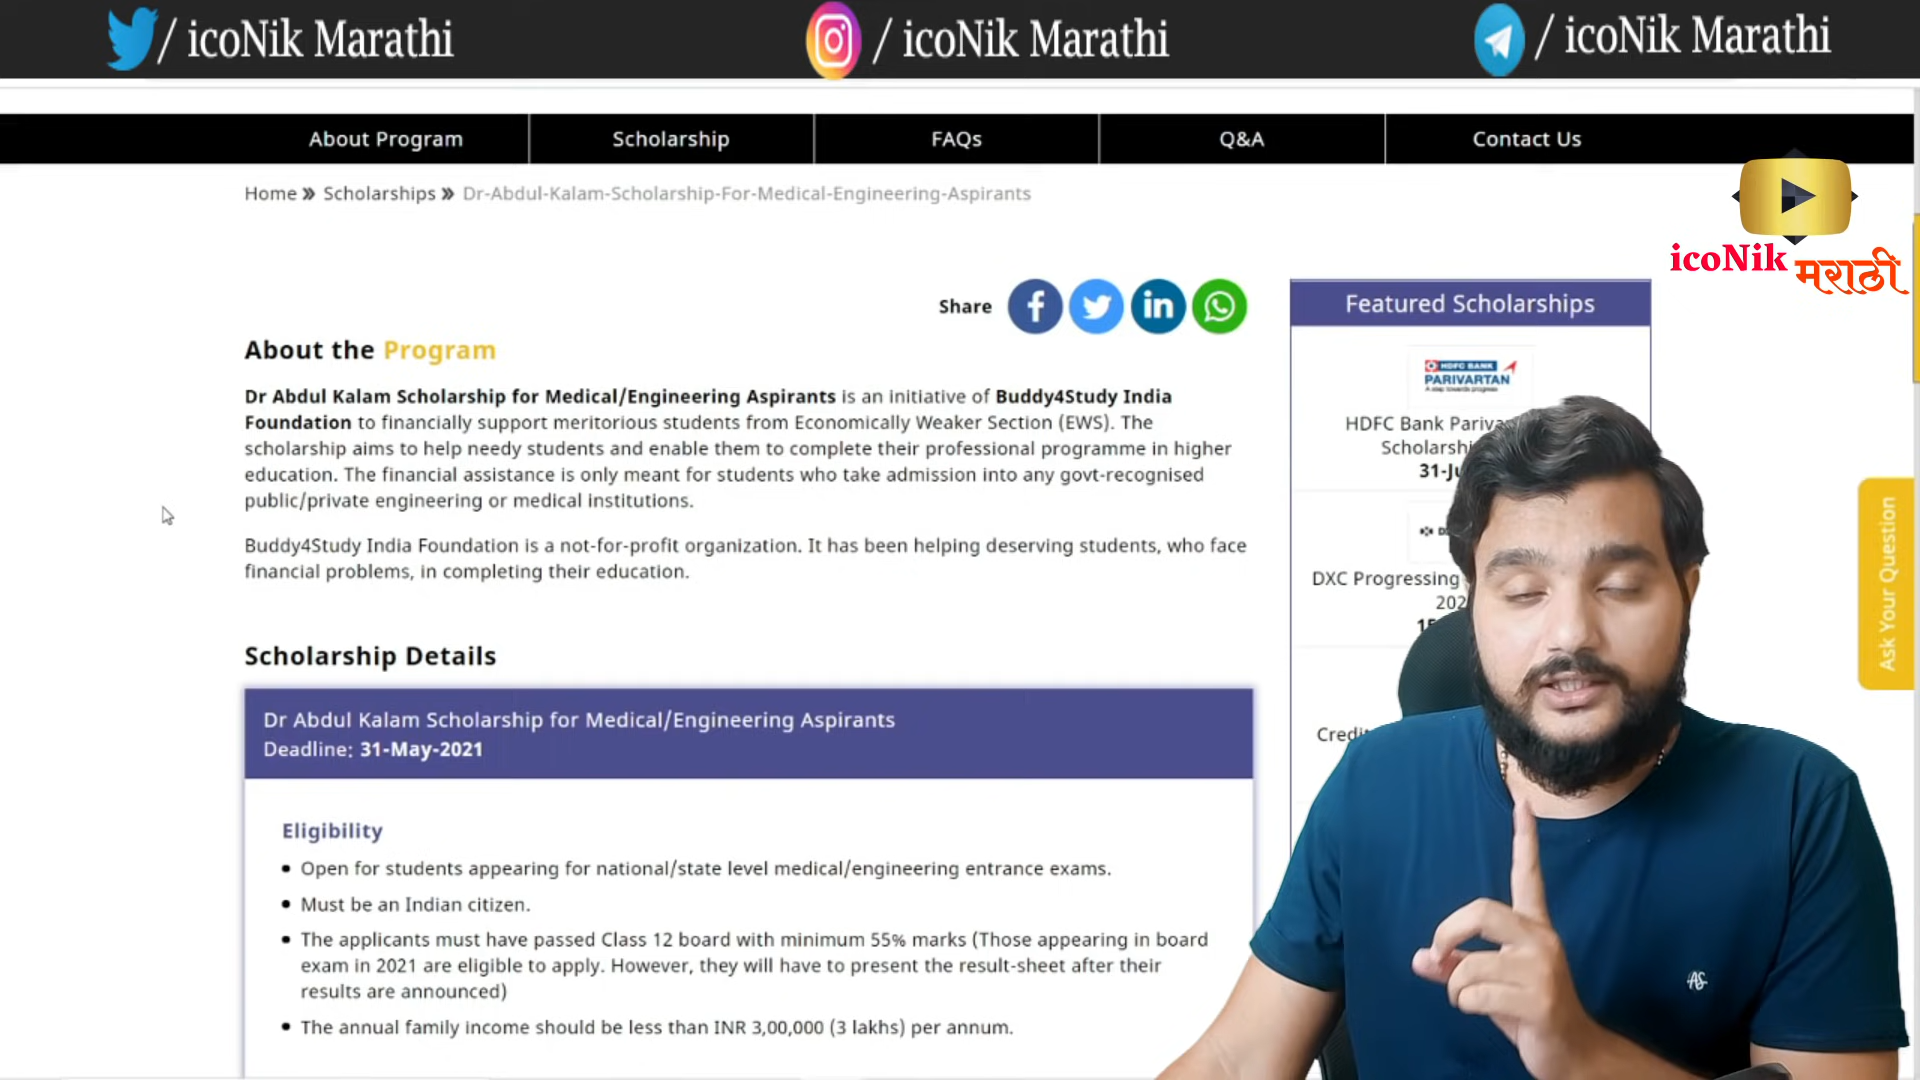 / icoNik Marathi
/ icoNik Marathi
/ icoNik Marathi
About Program
Scholarship
FAQs
Q&A
Contact Us
Home » Scholarships » Dr-Abdul-Kalam-Scholarship-For-Medical-Engineering-Aspirants
icoNik मराठी
Share
About the Program
Dr Abdul Kalam Scholarship for Medical/Engineering Aspirants is an initiative of Buddy4Study India
Foundation to financially support meritorious students from Economically Weaker Section (EWS). The
scholarship aims to help needy students and enable them to complete their professional programme in higher
education. The financial assistance is only meant for students who take admission into any govt-recognised
public/private engineering or medical institutions.
Buddy4Study India Foundation is a not-for-profit organization. It has been helping deserving students, who face
financial problems, in completing their education.
Scholarship Details
Dr Abdul Kalam Scholarship for Medical/Engineering Aspirants
Deadline: 31-May-2021
Eligibility
• Open for students appearing for national/state level medical/engineering entrance exams.
• Must be an Indian citizen.
• The applicants must have passed Class 12 board with minimum 55% marks (Those appearing in board
exam in 2021 are eligible to apply. However, they will have to present the result-sheet after their
results are announced)
• The annual family income should be less than INR 3,00,000 (3 lakhs) per annum.
Featured Scholarships
HDFC BANK
PARIVARTAN
A step towards progress
HDFC Bank
31-
DXC Progressing
Ask Your Question
AS